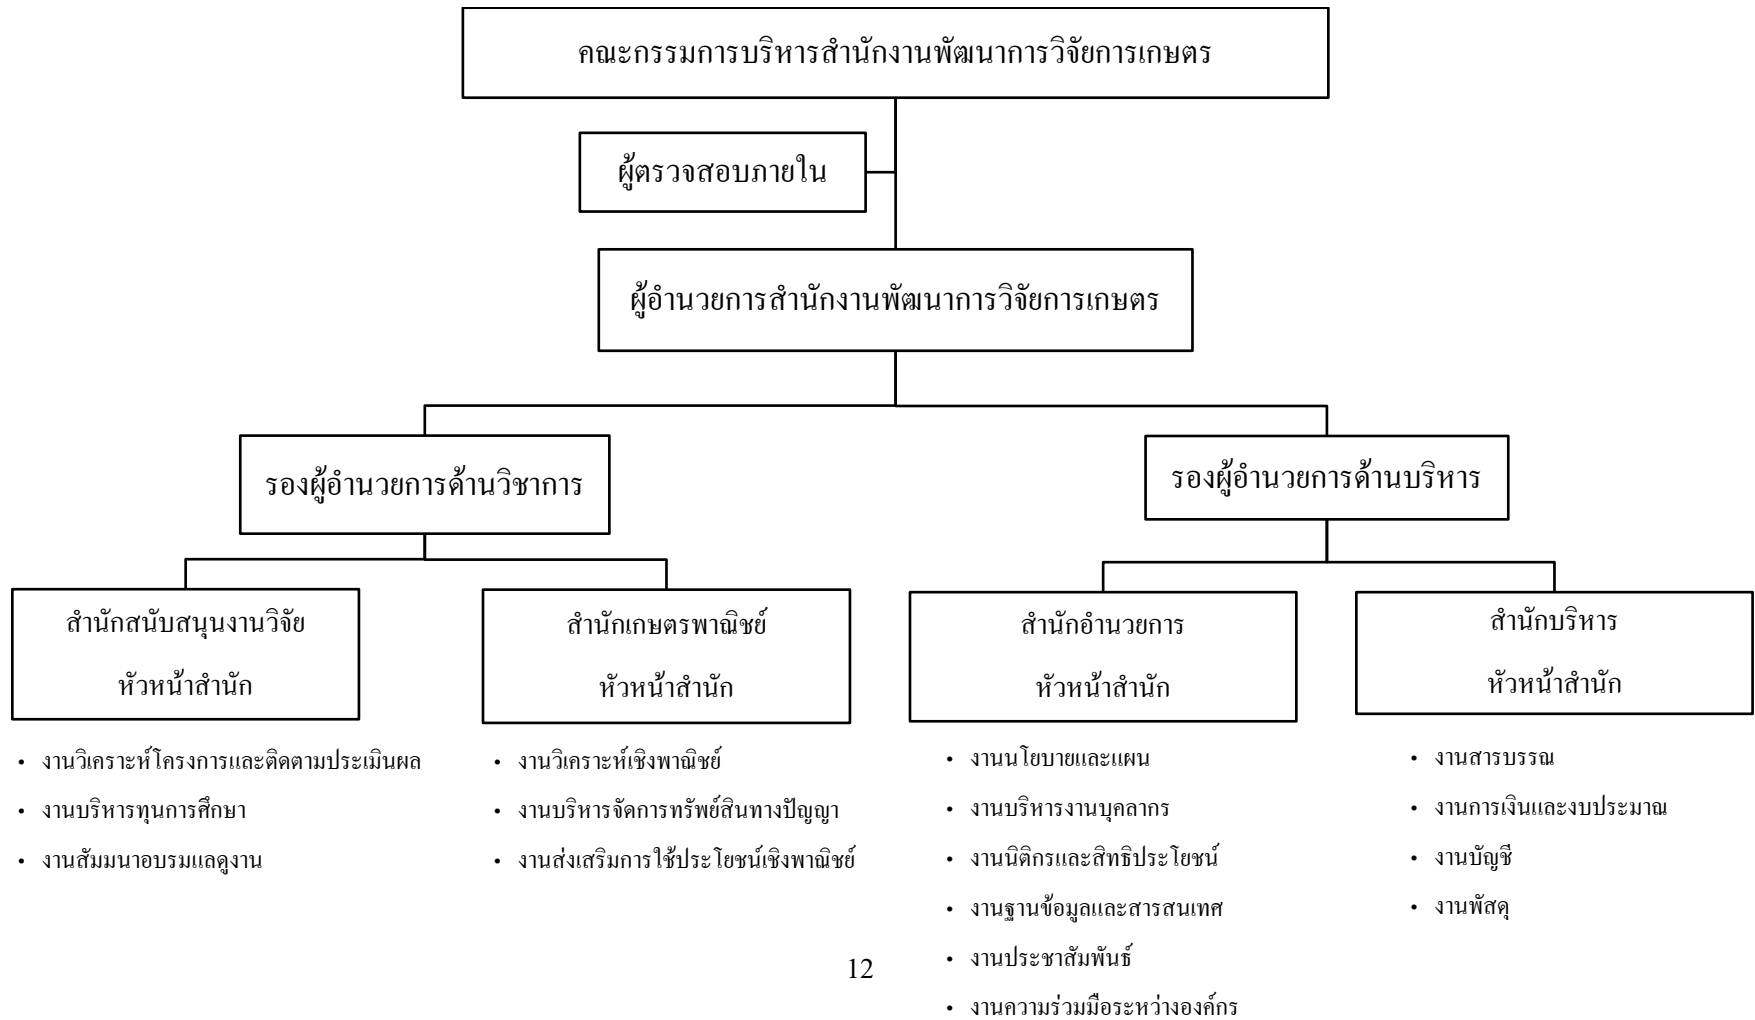 คณะกรรมการบริหารสำนักงานพัฒนาการวิจัยการเกษตร
ผู้ตรวจสอบภายใน
ผู้อำนวยการสำนักงานพัฒนาการวิจัยการเกษตร
รองผู้อำนวยการด้านวิชาการ
รองผู้อำนวยการด้านบริหาร
สำนักสนับสนุนงานวิจัย
หัวหน้าสำนัก
สำนักเกษตรพาณิชย์
หัวหน้าสำนัก
สำนักอำนวยการ
หัวหน้าสำนัก
สำนักบริหาร
หัวหน้าสำนัก
• งานวิเคราะห์โครงการและติดตามประเมินผล
• งานบริหารทุนการศึกษา
• งานสัมมนาอบรมแลดูงาน
• งานวิเคราะห์เชิงพาณิชย์
• งานบริหารจัดการทรัพย์สินทางปัญญา
• งานส่งเสริมการใช้ประโยชน์เชิงพาณิชย์
• งานนโยบายและแผน
• งานบริหารงานบุคลากร
• งานนิติกรและสิทธิประโยชน์
• งานฐานข้อมูลและสารสนเทศ
• งานประชาสัมพันธ์
• งานความร่วมมือระหว่างองค์กร
• งานสารบรรณ
• งานการเงินและงบประมาณ
• งานบัญชี
• งานพัสดุ
12